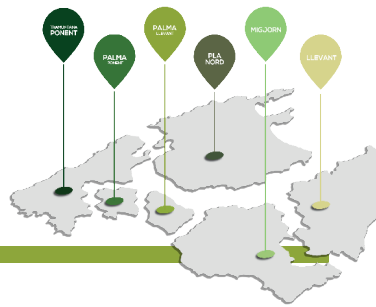 TRAMUNTANA
PONENT
PALMA
PONENT
PALMA
LLEVANT
PLA
NORD
MIGJORN
LLEVANT